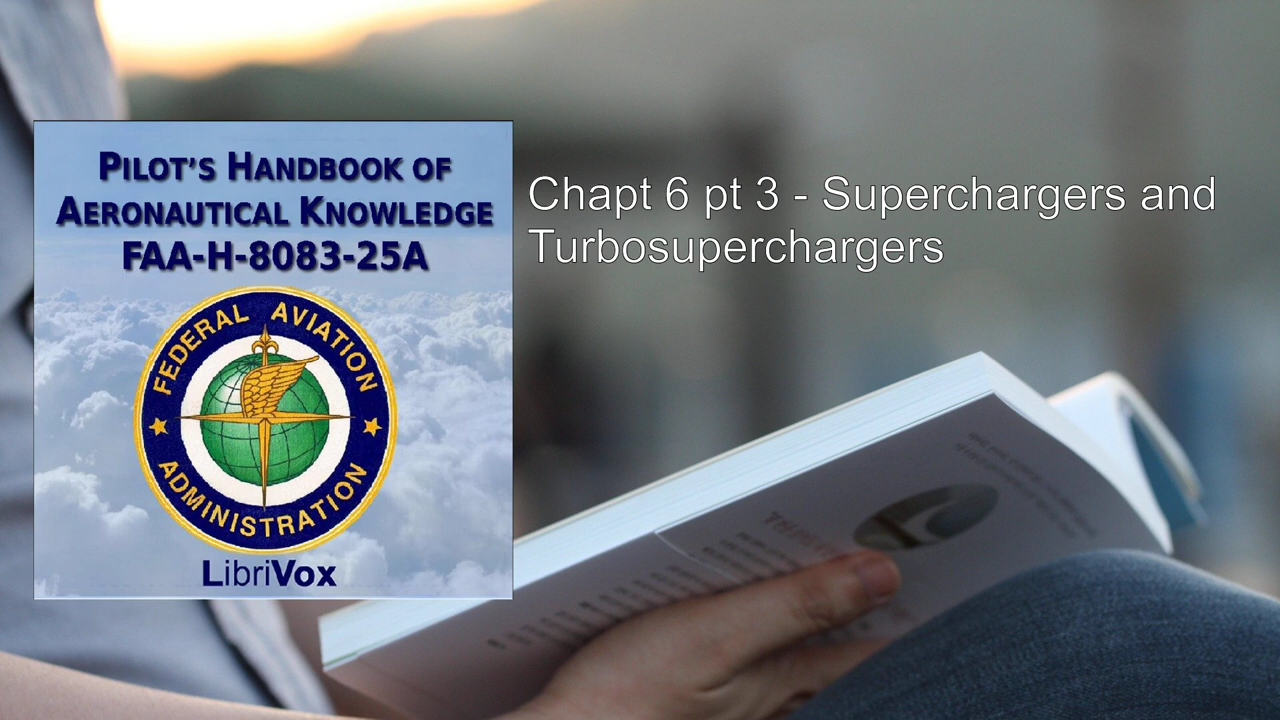 PILOT'S HANDBOOK OF
AERONAUTICAL KNOWLEDGE
FAA-H-8083-25A
FEDERAL AVIATION
ADMINISTRATION
LibriVox
Chapt 6 pt 3 - Superchargers and
Turbosuperchargers